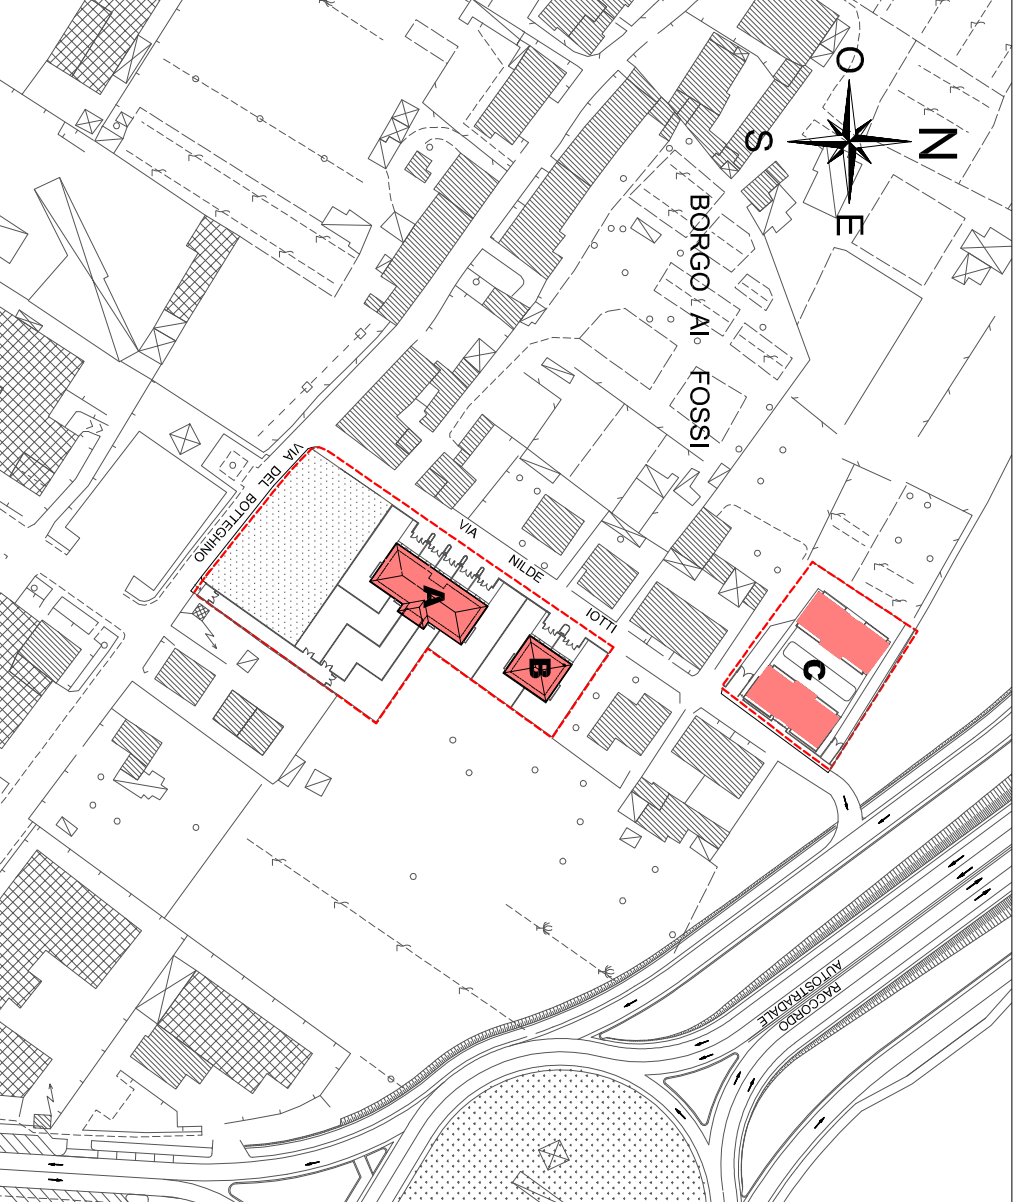 O
N
S
E
BORGO AI FOSSI
VIA DEL BOTTEGHINO
VIA NILDE IOTTI
A
B
C
RACCORDO
AUTOSTRADALE